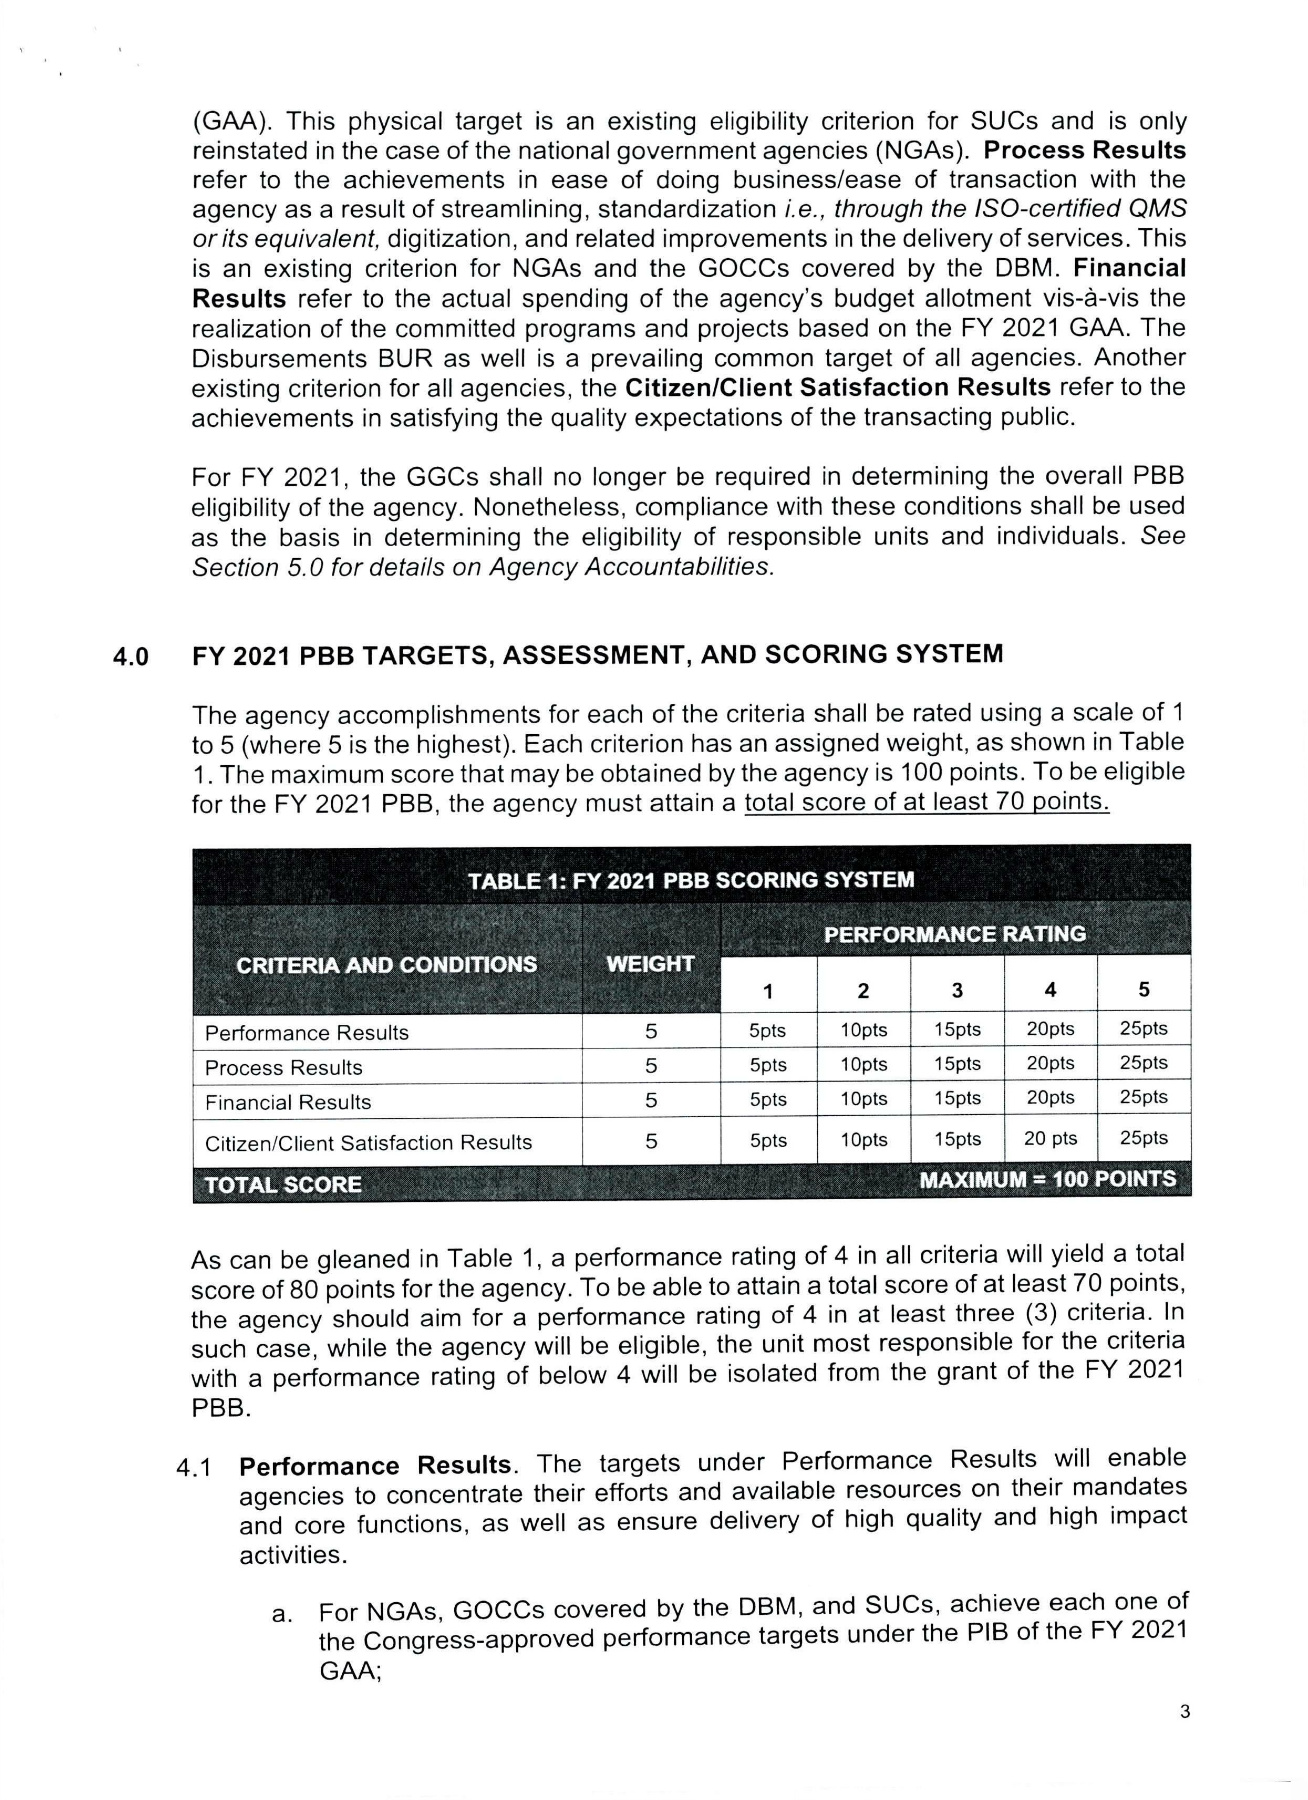 (GAA). This physical target is an existing eligibility criterion for SUCs and is only
reinstated in the case of the national government agencies (NGAs). Process Results
refer to the achievements in ease of doing business/ease of transaction with the
agency as a result of streamlining, standardization i.e., through the ISO-certified QMS
or its equivalent, digitization, and related improvements in the delivery of services. This
is an existing criterion for NGAs and the GOCCs covered by the DBM. Financial
Results refer to the actual spending of the agency's budget allotment vis-à-vis the
realization of the committed programs and projects based on the FY 2021 GAA. The
Disbursements BUR as well is a prevailing common target of all agencies. Another
existing criterion for all agencies, the Citizen/Client Satisfaction Results refer to the
achievements in satisfying the quality expectations of the transacting public.
For FY 2021, the GGCs shall no longer be required in determining the overall PBB
eligibility of the agency. Nonetheless, compliance with these conditions shall be used
as the basis in determining the eligibility of responsible units and individuals. See
Section 5.0 for details on Agency Accountabilities.
4.0 FY 2021 PBB TARGETS, ASSESSMENT, AND SCORING SYSTEM
The agency accomplishments for each of the criteria shall be rated using a scale of 1
to 5 (where 5 is the highest). Each criterion has an assigned weight, as shown in Table
1. The maximum score that may be obtained by the agency is 100 points. To be eligible
for the FY 2021 PBB, the agency must attain a total score of at least 70 points.
TABLE 1: FY 2021 PBB SCORING SYSTEM
CRITERIA AND CONDITIONS WEIGHT PERFORMANCE RATING
1 2 3 4 5
Performance Results 5 5pts 10pts 15pts 20pts 25pts
Process Results 5 5pts 10pts 15pts 20pts 25pts
Financial Results 5 5pts 10pts 15pts 20pts 25pts
Citizen/Client Satisfaction Results 5 5pts 10pts 15pts 20 pts 25pts
TOTAL SCORE MAXIMUM = 100 POINTS
As can be gleaned in Table 1, a performance rating of 4 in all criteria will yield a total
score of 80 points for the agency. To be able to attain a total score of at least 70 points,
the agency should aim for a performance rating of 4 in at least three (3) criteria. In
such case, while the agency will be eligible, the unit most responsible for the criteria
with a performance rating of below 4 will be isolated from the grant of the FY 2021
PBB.
4.1 Performance Results. The targets under Performance Results will enable
agencies to concentrate their efforts and available resources on their mandates
and core functions, as well as ensure delivery of high quality and high impact
activities.
a. For NGAs, GOCCs covered by the DBM, and SUCs, achieve each one of
the Congress-approved performance targets under the PIB of the FY 2021
GAA;
3